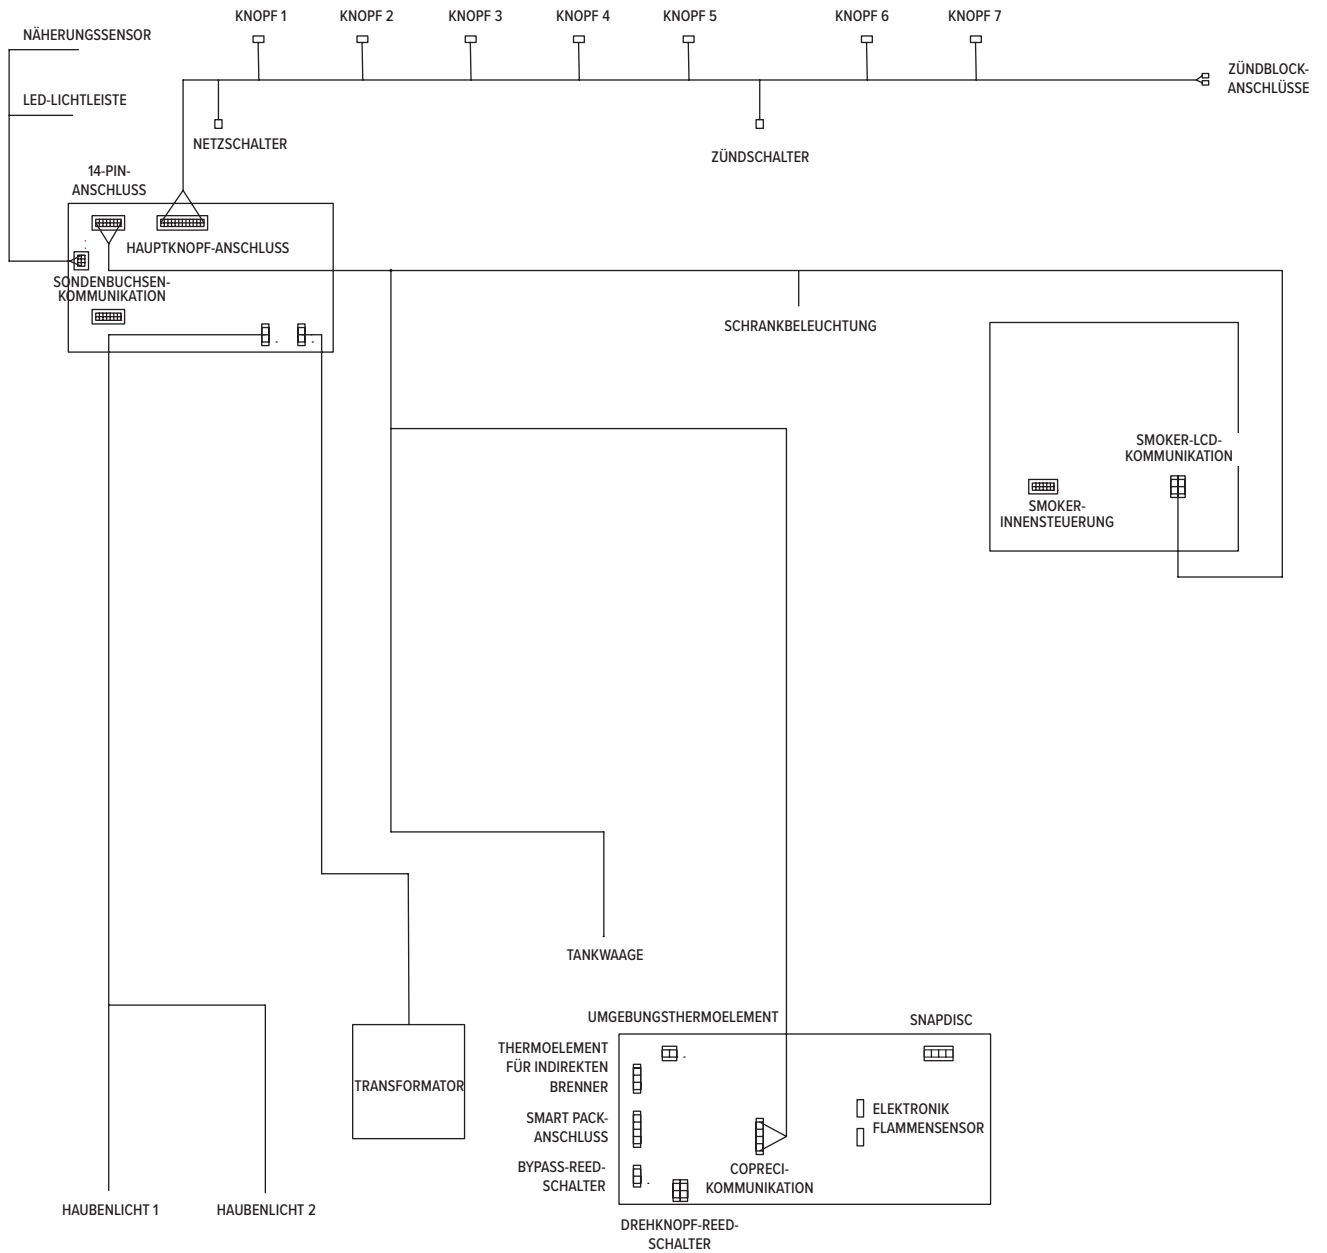 KNOPF 1
KNOPF 2
KNOPF 3
KNOPF 4
KNOPF 5
KNOPF 6
KNOPF 7
NÄHERUNGSSENSOR
ZÜNDBLOCK-
ANSCHLÜSSE
LED-LICHTLEISTE
NETZSCHALTER
ZÜNDSCHALTER
14-PIN-
ANSCHLUSS
HAUPTKNOPF-ANSCHLUSS
SONDENBUCHSEN-
KOMMUNIKATION
SCHRANKBELEUCHTUNG
SMOKER-LCD-
KOMMUNIKATION
SMOKER-
INNENSTEUERUNG
TANKWAAGE
UMGEBUNGSTHERMOELEMENT
SNAPDISC
THERMOELEMENT
FÜR INDIREKTEN
BRENNER
TRANSFORMATOR
SMART PACK-
ANSCHLUSS
ELEKTRONIK
FLAMMENSENSOR
BYPASS-REED-
SCHALTER
COPRECI-
KOMMUNIKATION
HAUBENLICHT 1
HAUBENLICHT 2
DREHKNOPF-REED-
SCHALTER